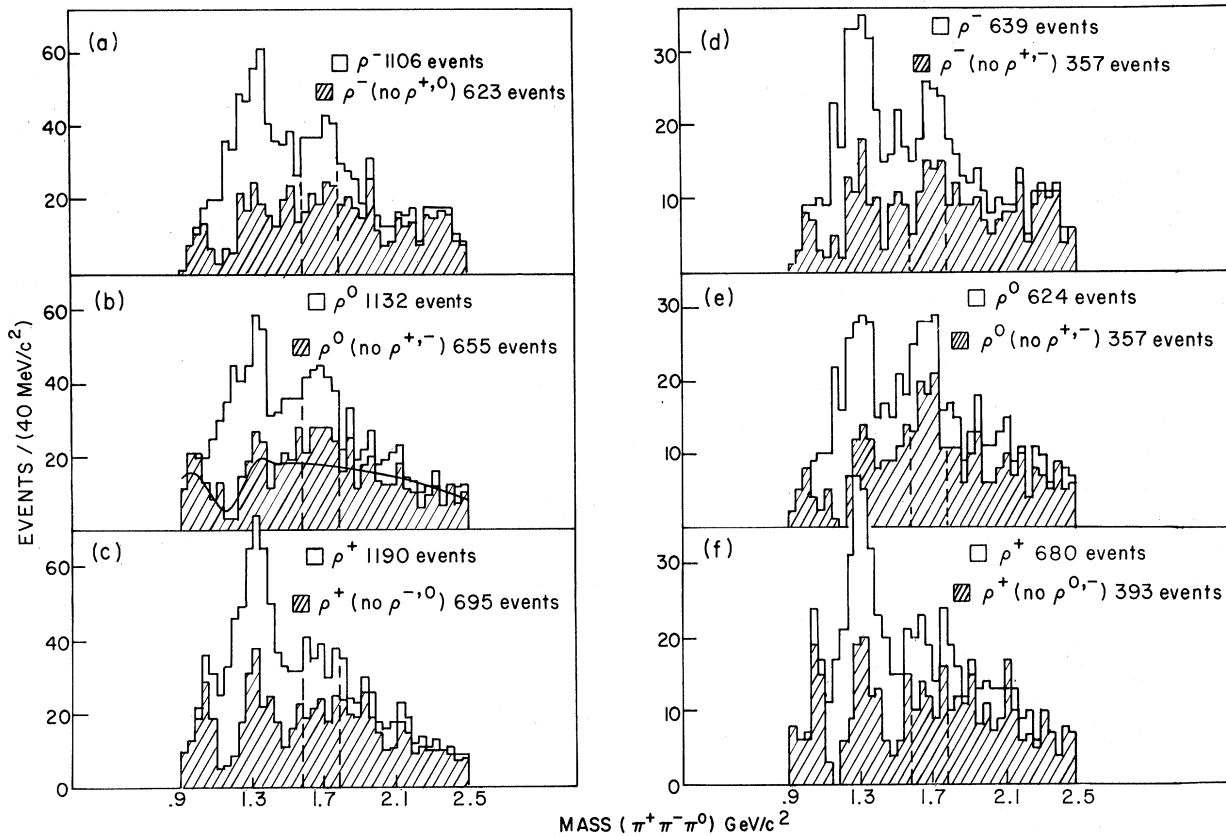 (a)
ρ⁻ 1106 events
ρ⁻ (no ρ⁺,⁰) 623 events
60
40
20
(b)
ρ⁰ 1132 events
ρ⁰ (no ρ⁺,⁻) 655 events
60
40
20
(c)
ρ⁺ 1190 events
ρ⁺ (no ρ⁻,⁰) 695 events
60
40
20
0
.9
1.3
1.7
2.1
2.5
EVENTS / (40 MeV/c²)
(d)
ρ⁻ 639 events
ρ⁻ (no ρ⁺,⁻) 357 events
30
20
10
0
(e)
ρ⁰ 624 events
ρ⁰ (no ρ⁺,⁻) 357 events
30
20
10
0
(f)
ρ⁺ 680 events
ρ⁺ (no ρ⁰,⁻) 393 events
30
20
10
0
.9
1.3
1.7
2.1
2.5
MASS (π⁺π⁻π⁰) GeV/c²